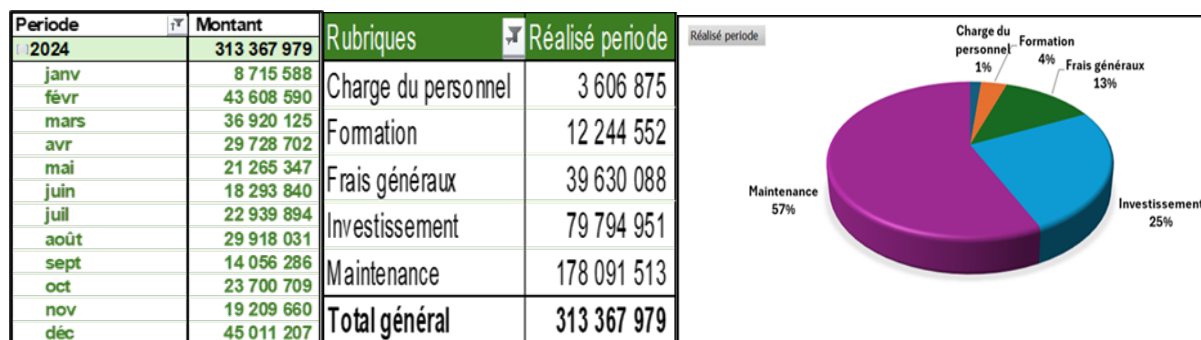 Periode Montant
2024 313 367 979
janv 8 715 588
févr 43 608 590
mars 36 920 125
avr 29 728 702
mai 21 265 347
juin 18 293 840
juil 22 939 894
août 29 918 031
sept 14 056 286
oct 23 700 709
nov 19 209 660
déc 45 011 207
Rubriques Réalisé periode
Charge du personnel 3 606 875
Formation 12 244 552
Frais généraux 39 630 088
Investissement 79 794 951
Maintenance 178 091 513
Total général 313 367 979
Réalisé periode
Charge du
personnel
1%
Formation
4%
Frais généraux
13%
Investissement
25%
Maintenance
57%